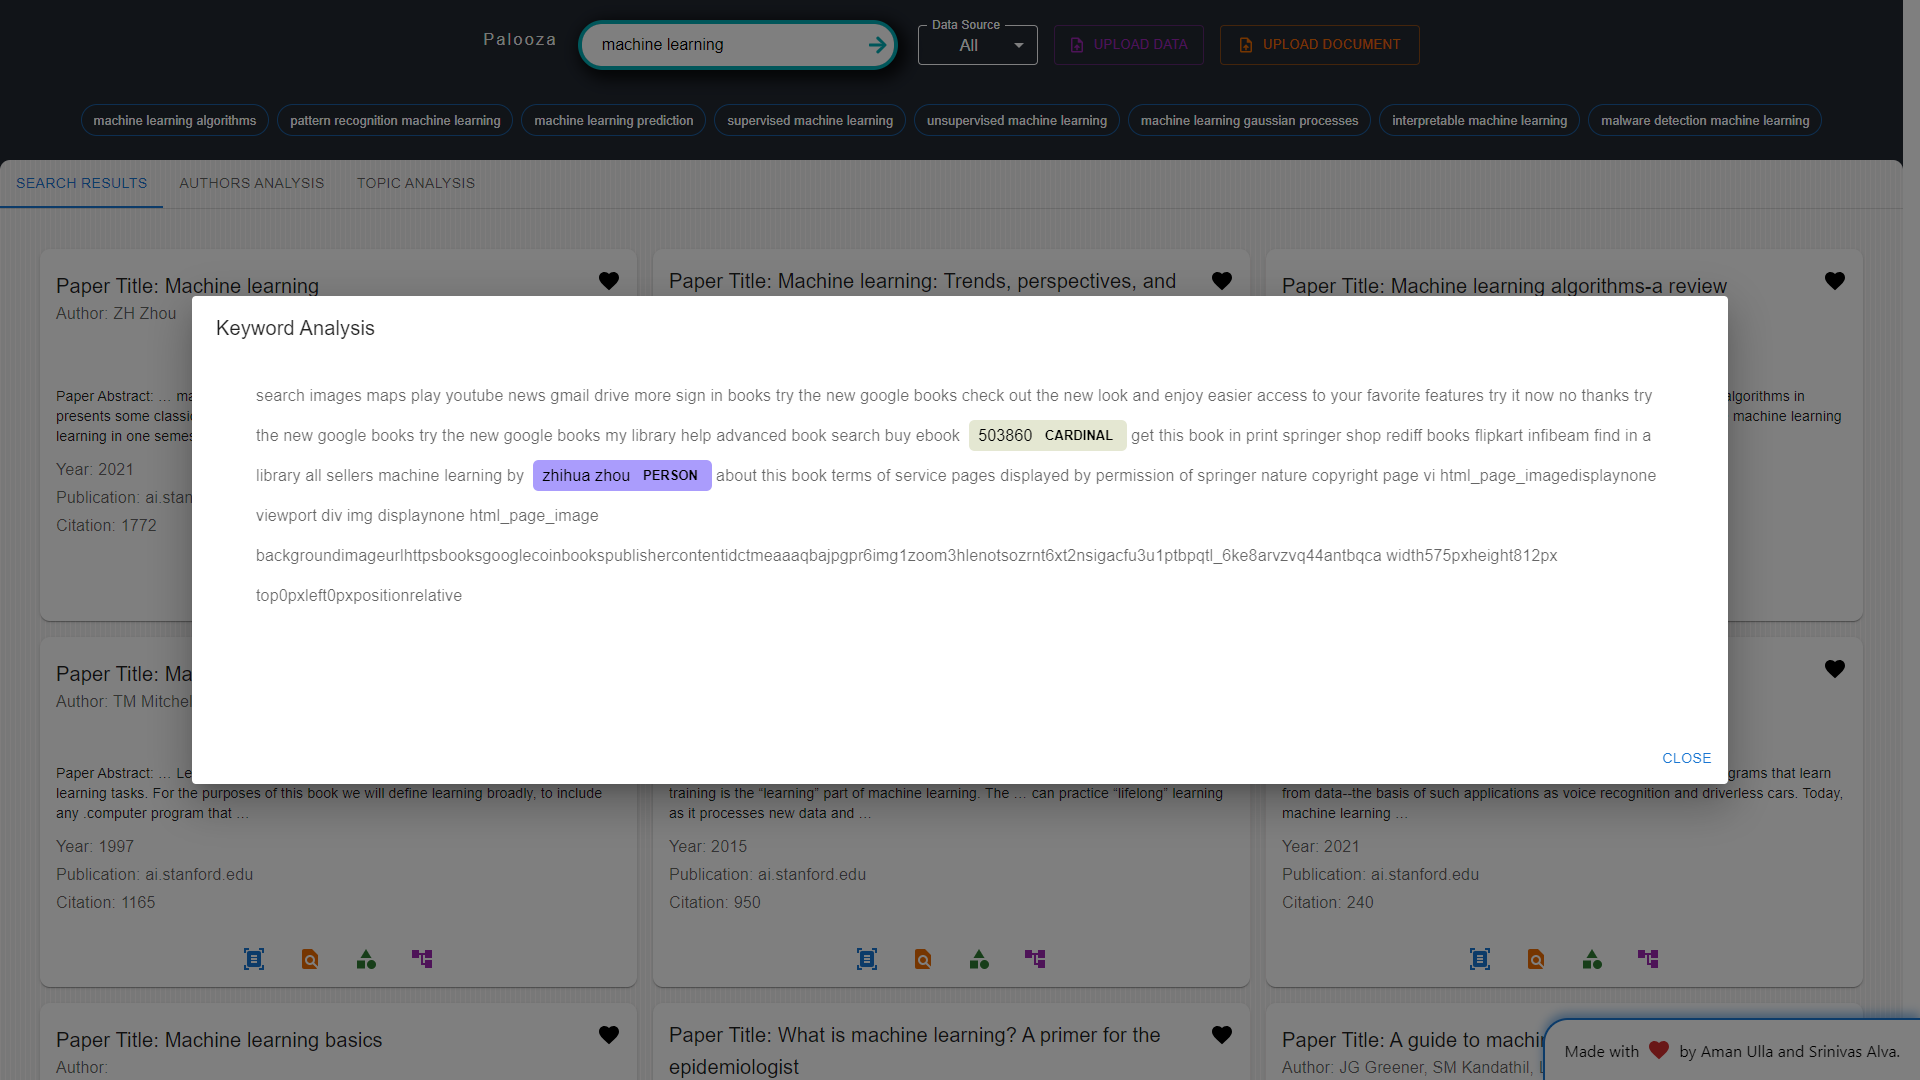 Palooza
machine learning
Data Source
All
UPLOAD DATA
UPLOAD DOCUMENT
machine learning algorithms
pattern recognition machine learning
machine learning prediction
supervised machine learning
unsupervised machine learning
machine learning gaussian processes
interpretable machine learning
malware detection machine learning
SEARCH RESULTS
AUTHORS ANALYSIS
TOPIC ANALYSIS
Paper Title: Machine learning
Author: ZH Zhou
Paper Abstract: ...
presents some
learning in one
Year: 2021
Publication:
Citation: 1772
Paper Title: Machine learning: Trends, perspectives, and
Paper Title: Machine learning algorithms-a review
algorithms in
machine learning
Keyword Analysis
search images maps play youtube news gmail drive more sign in books try the new google books check out the new look and enjoy easier access to your favorite features try it now no thanks try
the new google books try the new google books my library help advanced book search buy ebook 503860 CARDINAL get this book in print springer shop rediff books flipkart infibeam find in a
library all sellers machine learning by zhihua zhou PERSON about this book terms of service pages displayed by permission of springer nature copyright page vi html_page_imagedisplaynone
viewport div img displaynone html_page_image
backgroundimageurlhttpsbooksgooglecoinbookspublishercontentidctmeaaaqbajpgpr6img1zoom3hlenotsozrnt6xt2nsigacfu3u1ptbpqtl_6ke8arvzvq44antbqca width575pxheight812px
top0pxleft0pxpositionrelative
CLOSE
Paper Title:
Author: TM
Paper Abstract: ...
learning tasks. For the purposes of this book we will define learning broadly, to include
any .computer program that ...
Year: 1997
Publication: ai.stanford.edu
Citation: 1165
training is the “learning” part of machine learning. The ... can practice “lifelong” learning
as it processes new data and ...
Year: 2015
Publication: ai.stanford.edu
Citation: 950
that learn
from data--the basis of such applications as voice recognition and driverless cars. Today,
machine learning ...
Year: 2021
Publication: ai.stanford.edu
Citation: 240
Paper Title: Machine learning basics
Author:
Paper Title: What is machine learning? A primer for the
epidemiologist
Paper Title: A guide to
Author: JG Greener, SM Kandathil,
Made with by Aman Ulla and Srinivas Alva.